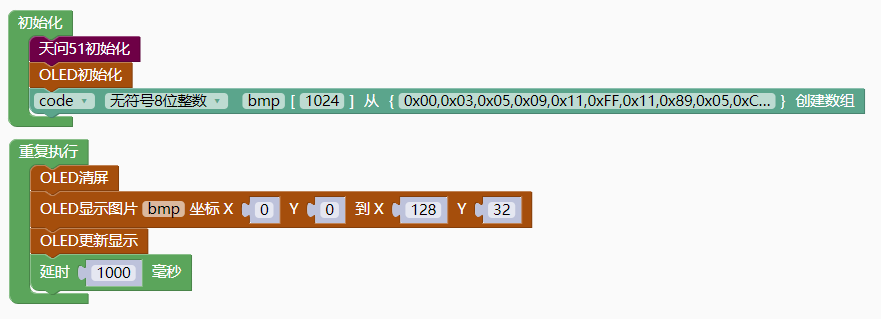 初始化
天问51初始化
OLED初始化
code 无符号8位整数 bmp [ 1024 ] 从 { 0x00,0x03,0x05,0x09,0x11,0xFF,0x11,0x89,0x05,0xC... } 创建数组
重复执行
OLED清屏
OLED显示图片 bmp 坐标 X 0 Y 0 到 X 128 Y 32
OLED更新显示
延时 1000 毫秒